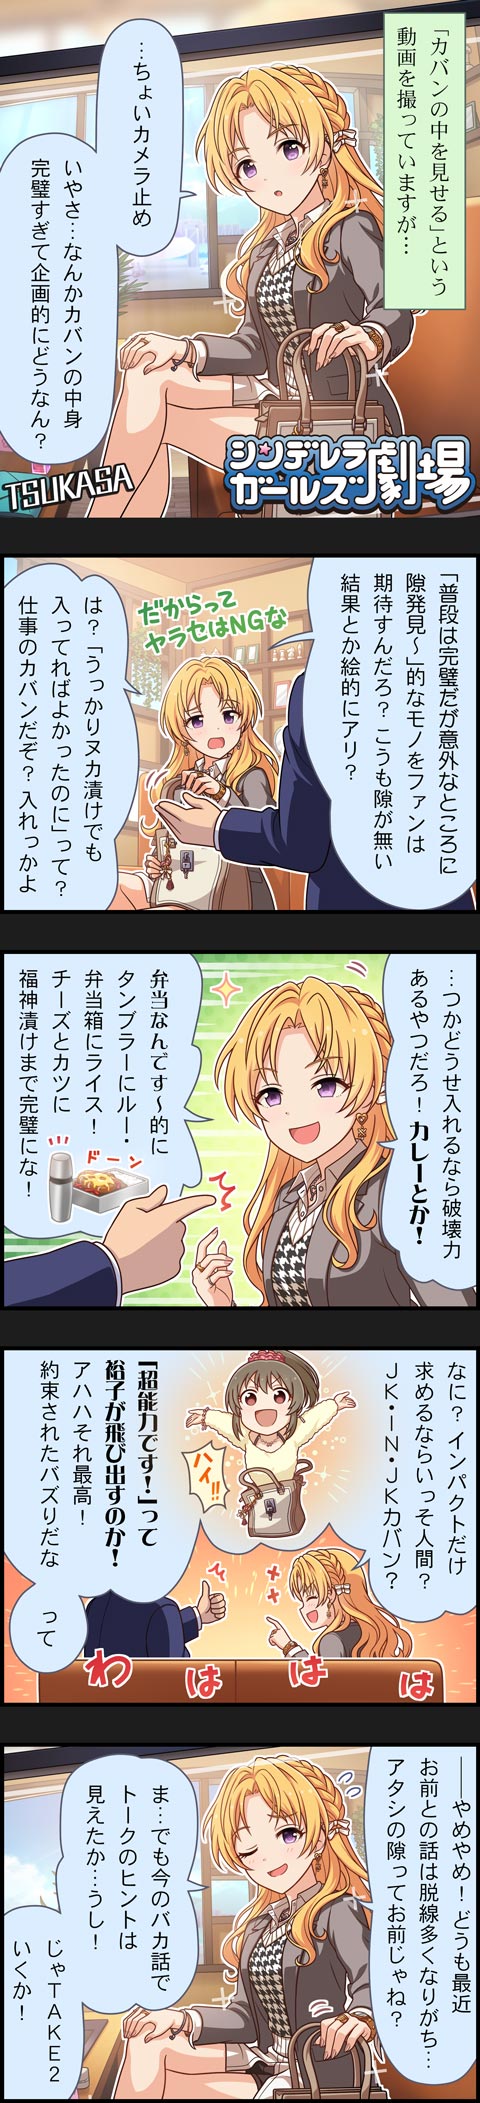 「カバンの中を見せる」という
動画を撮っていますが…
…ちょいカメラ止め
いやさ…なんかカバンの中身
完璧すぎて企画的にどうなん？
TSUKASA
シンデレラ
ガールズ劇場
「普段は完璧だが意外なところに
隙発見～」的なモノをファンは
期待すんだろ？こうも隙が無い
結果とか絵的にアリ？
だからって
ヤラセはNGな
は？「うっかりヌカ漬けでも
入ってればよかったのに」って？
仕事のカバンだぞ？入れっかよ
…つかどうせ入れるなら破壊力
あるやつだろ！カレーとか！
弁当なんです～的に
タンブラーにルー・
弁当箱にライス！
チーズとカツに
福神漬けまで完璧にな！
ドーン
なに？インパクトだけ
求めるならいっそ人間？
JK・IN・JKカバン？
ハイ!!
「超能力です！」って
裕子が飛び出すのか！
アハハそれ最高！
約束されたバズりだな
って
わははは
――やめやめ！どうも最近
お前との話は脱線多くなりがち…
アタシの隙ってお前じゃね？
ま…でも今のバカ話で
トークのヒントは
見えたか…うし！
じゃTAKE2
いくか！